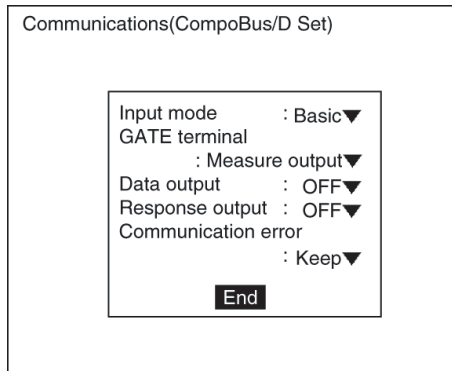 Communications(CompoBus/D Set)
Input mode : Basic▼
GATE terminal
: Measure output▼
Data output : OFF▼
Response output : OFF▼
Communication error
: Keep▼
End